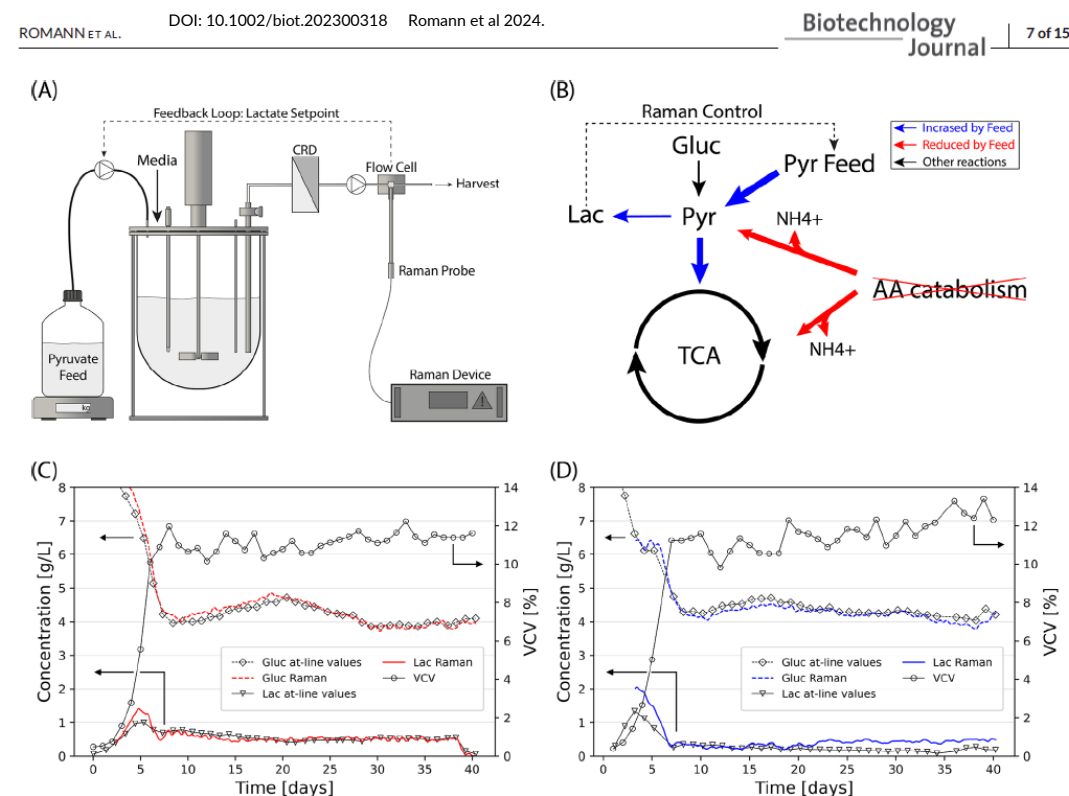 DOI: 10.1002/biot.202300318 Romann et al 2024.
ROMANN ET AL.
Biotechnology
Journal
7 of 15
(A)
Feedback Loop: Lactate Setpoint
Media
CRD
Flow Cell
Harvest
Raman Probe
Pyruvate
Feed
kg
Raman Device
(B)
Raman Control
Incrased by Feed
Reduced by Feed
Other reactions
Gluc
Pyr Feed
Lac
Pyr
NH4+
AA catabolism
NH4+
TCA
(C)
Concentration [g/L]
8
7
6
5
4
3
2
1
0
14
12
10
8
6
4
2
0
VCV [%]
Gluc at-line values
Gluc Raman
Lac at-line values
Lac Raman
VCV
0 5 10 15 20 25 30 35 40
Time [days]
(D)
Concentration [g/L]
8
7
6
5
4
3
2
1
0
14
12
10
8
6
4
2
0
VCV [%]
Gluc at-line values
Gluc Raman
Lac at-line values
Lac Raman
VCV
0 5 10 15 20 25 30 35 40
Time [days]